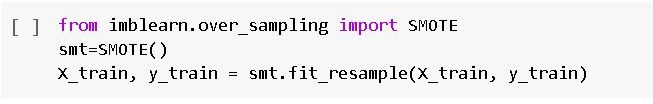 [ ] from imblearn.over_sampling import SMOTE
smt=SMOTE()
X_train, y_train = smt.fit_resample(X_train, y_train)